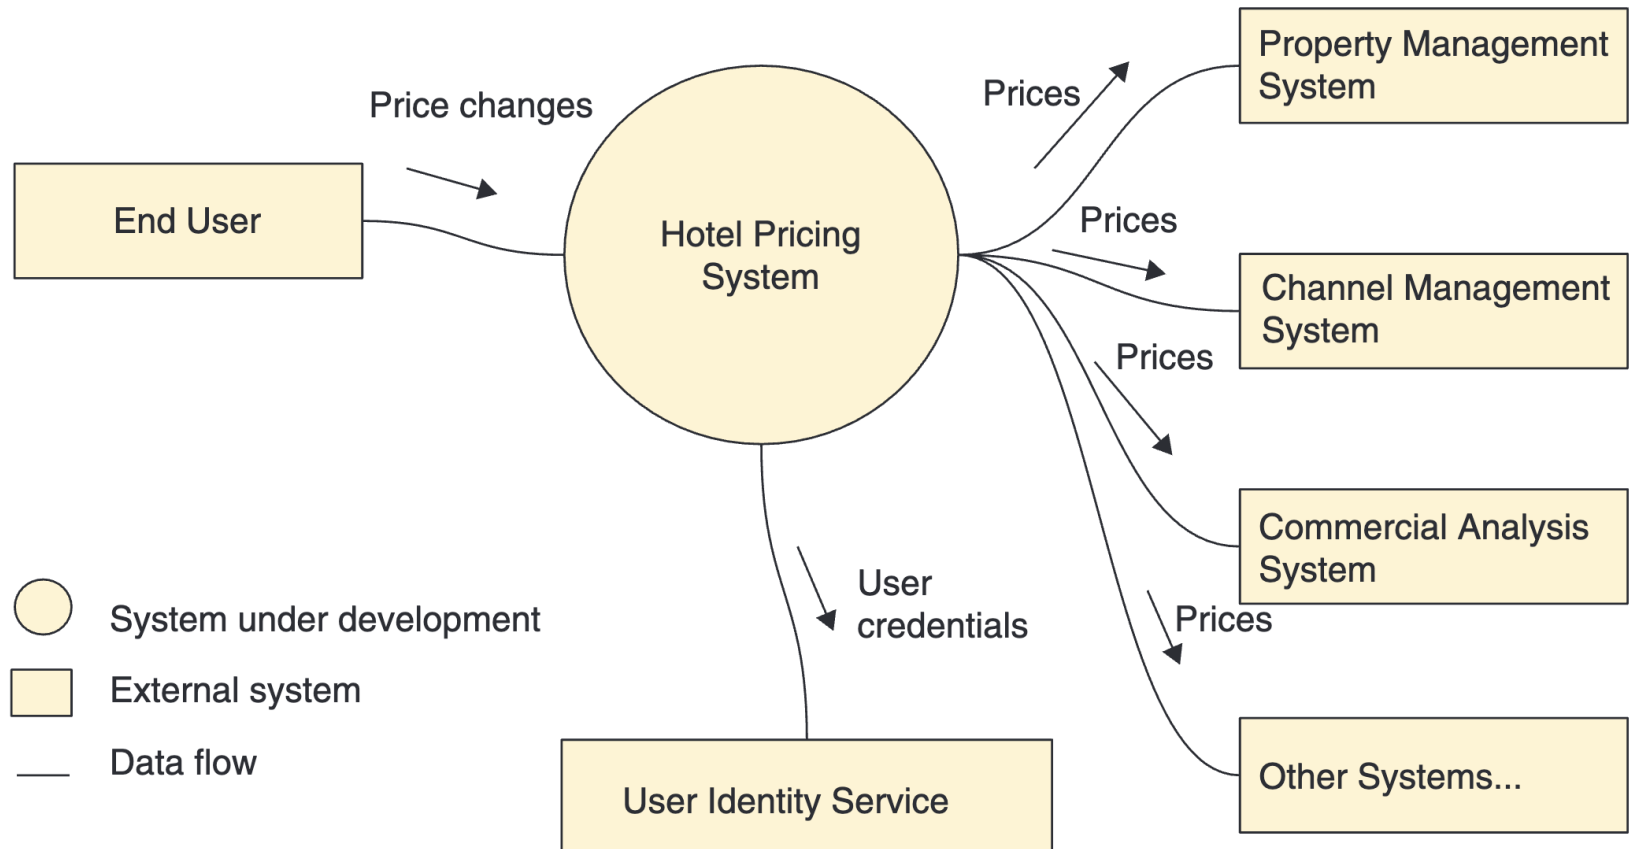 Property Management
System
Prices
Price changes
End User
Hotel Pricing
System
Prices
Channel Management
System
Prices
Commercial Analysis
System
User
credentials
Prices
System under development
External system
Data flow
User Identity Service
Other Systems...